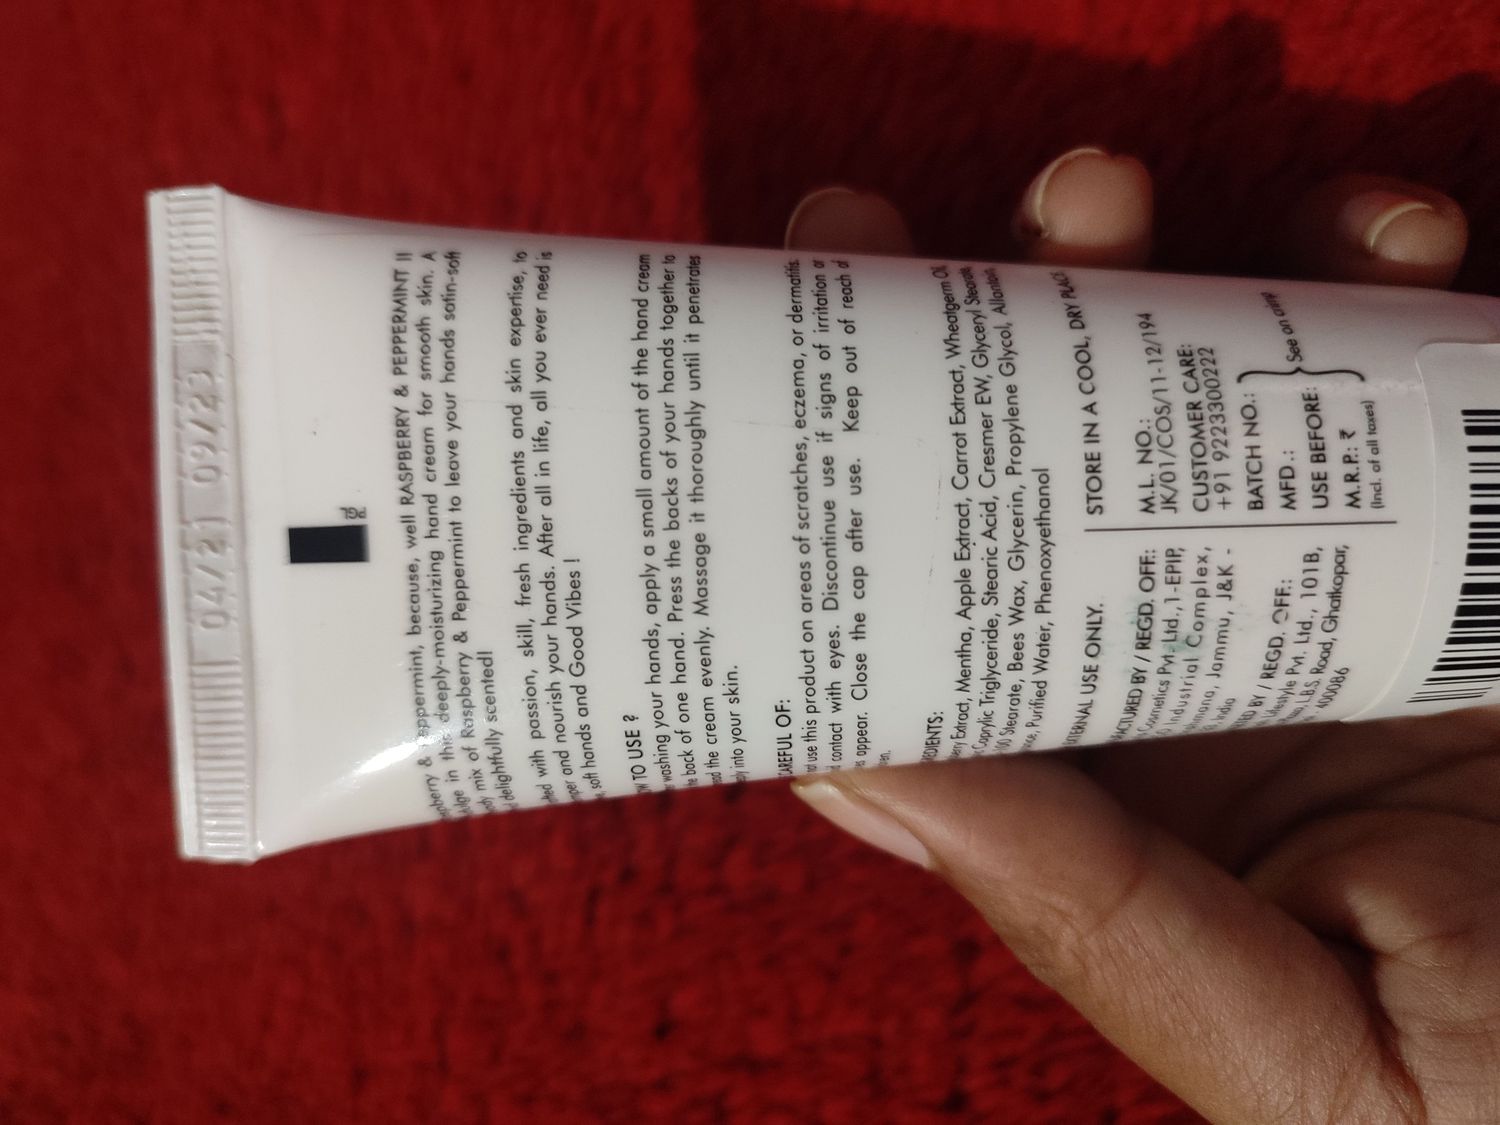 04/21 09/23
& peppermint, because, well RASPBERRY & PEPPERMINT !!
in this deeply-moisturizing hand cream for smooth skin. A
mix of Raspberry & Peppermint to leave your hands satin-soft
delightfully scented!
with passion, skill, fresh ingredients and skin expertise, to
and nourish your hands. After all in life, all you ever need is
soft hands and Good Vibes !
TO USE ?
washing your hands, apply a small amount of the hand cream
back of one hand. Press the backs of your hands together to
the cream evenly. Massage it thoroughly until it penetrates
into your skin.
CAREFUL OF:
use this product on areas of scratches, eczema, or dermatitis.
contact with eyes. Discontinue use if signs of irritation or
appear. Close the cap after use. Keep out of reach of
Extract, Mentha, Apple Extract, Carrot Extract, Wheatgerm Oil,
Caprylic Triglyceride, Stearic Acid, Cresmer EW, Glyceryl Stearate,
Stearate, Bees Wax, Glycerin, Propylene Glycol, Allantoin
Purified Water, Phenoxyethanol
USE ONLY.
STORE IN A COOL, DRY PLACE
BY / REGD. OFF.:
Cosmetics Pvt. Ltd.,1-EPIP,
Industrial Complex,
Jammu, J&K -
India
BY / REGD. OFF.:
Pvt. Ltd., 101B,
L.B.S. Road, Ghatkopar,
400086
M.L. NO.:
JK/01/COS/11-12/194
CUSTOMER CARE:
+91 9223300222
BATCH NO.:
MFD.:
USE BEFORE:
M.R.P.: ₹
(Incl. of all taxes)
See on crimp